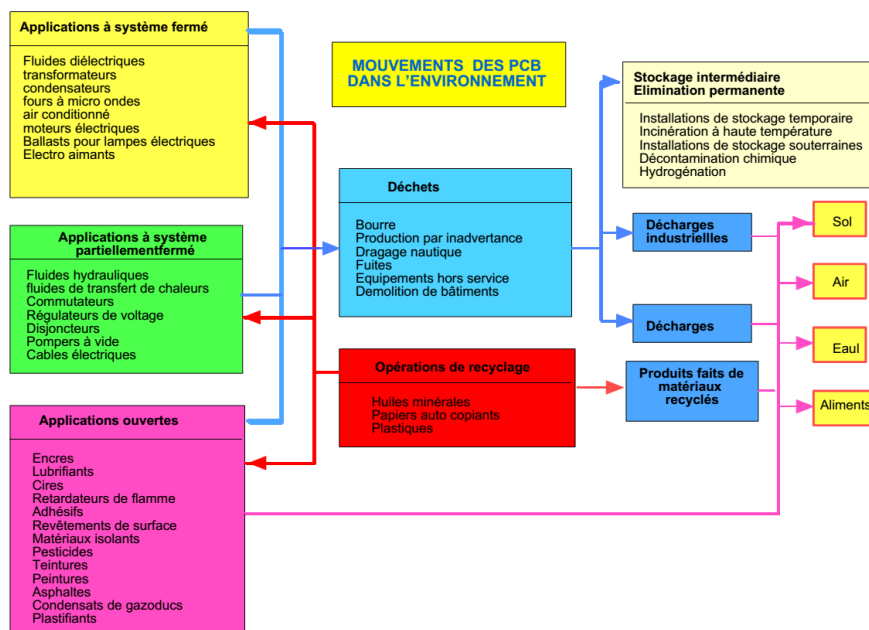 Applications à système fermé
Fluides diélectriques
transformateurs
condensateurs
fours à micro ondes
air conditionné
moteurs électriques
Ballasts pour lampes électriques
Electro aimants
MOUVEMENTS DES PCB
DANS L'ENVIRONNEMENT
Stockage intermédiaire
Elimination permanente
Installations de stockage temporaire
Incinération à haute température
Installations de stockage souterraines
Décontamination chimique
Hydrogénation
Applications à système
partiellementfermé
Fluides hydrauliques
fluides de transfert de chaleurs
Commutateurs
Régulateurs de voltage
Disjoncteurs
Pompers à vide
Cables électriques
Déchets
Bourre
Production par inadvertance
Dragage nautique
Fuites
Equipements hors service
Demolition de bâtiments
Décharges
industriellles
Décharges
Sol
Air
Eaul
Aliments
Opérations de recyclage
Huiles minérales
Papiers auto copiants
Plastiques
Produits faits de
matériaux
recyclés
Applications ouvertes
Encres
Lubrifiants
Cires
Retardateurs de flamme
Adhésifs
Revêtements de surface
Matériaux isolants
Pesticides
Teintures
Peintures
Asphaltes
Condensats de gazoducs
Plastifiants